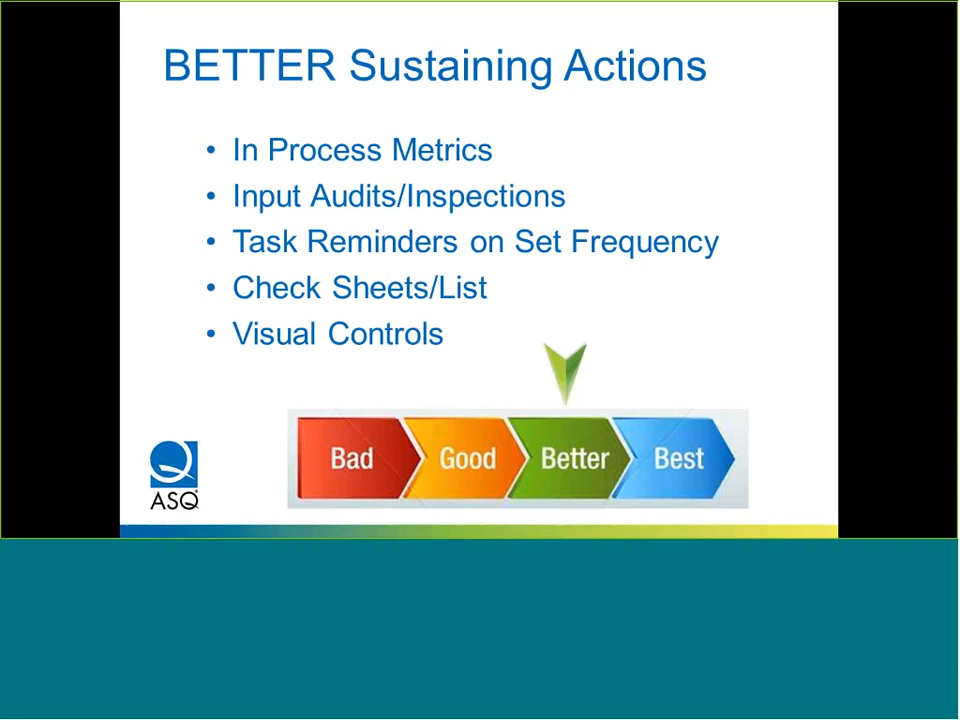 BETTER Sustaining Actions
• In Process Metrics
• Input Audits/Inspections
• Task Reminders on Set Frequency
• Check Sheets/List
• Visual Controls
Bad Good Better Best
ASQ